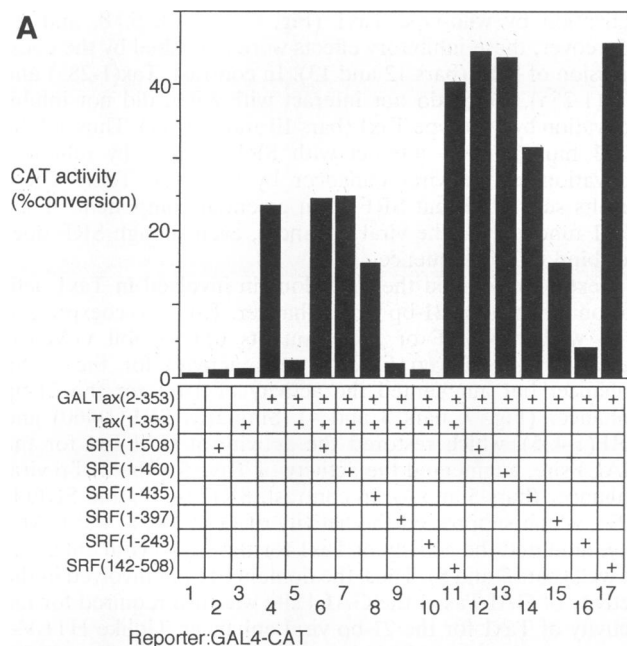 A
40
CAT activity
(%conversion)
20
0
GALTax(2-353) + + + + + + + + + + + + + +
Tax(1-353) + + + + + + + +
SRF(1-508) + + +
SRF(1-460) + +
SRF(1-435) + +
SRF(1-397) + +
SRF(1-243) + +
SRF(142-508) + +
1 2 3 4 5 6 7 8 9 10 11 12 13 14 15 16 17
Reporter:GAL4-CAT